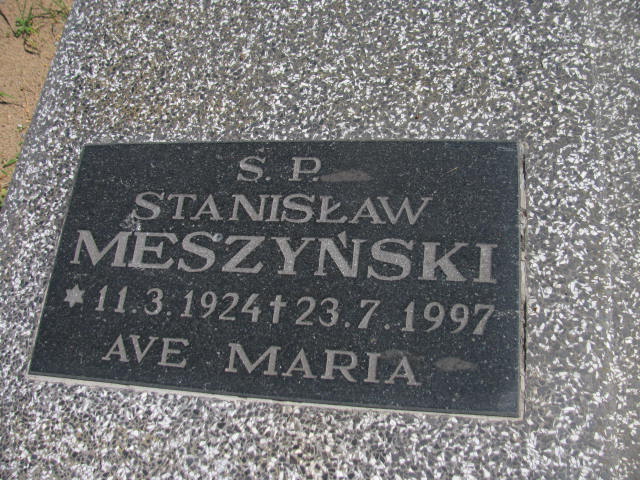 Ś. P.
STANISŁAW
MESZYŃSKI
* 11.3.1924 † 23.7.1997
AVE MARIA